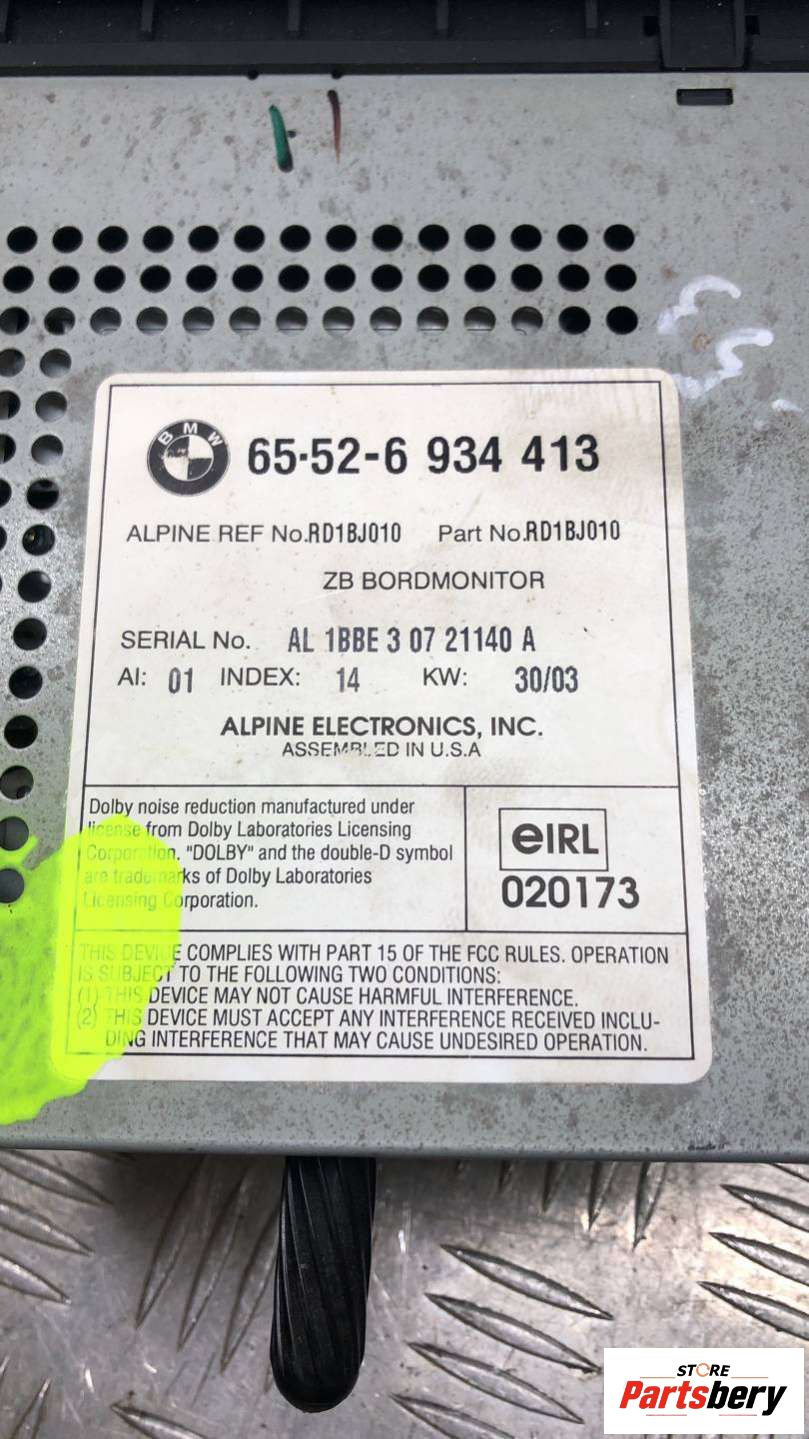 BMW 65-52-6 934 413
ALPINE REF No.RD1BJ010 Part No.RD1BJ010
ZB BORDMONITOR
SERIAL No. AL 1BBE 3 07 21140 A
AI: 01 INDEX: 14 KW: 30/03
ALPINE ELECTRONICS, INC.
ASSEMBLED IN U.S.A
Dolby noise reduction manufactured under
license from Dolby Laboratories Licensing
Corporation. "DOLBY" and the double-D symbol
are trademarks of Dolby Laboratories
Licensing Corporation.
eIRL
020173
THIS DEVICE COMPLIES WITH PART 15 OF THE FCC RULES. OPERATION
IS SUBJECT TO THE FOLLOWING TWO CONDITIONS:
(1) THIS DEVICE MAY NOT CAUSE HARMFUL INTERFERENCE.
(2) THIS DEVICE MUST ACCEPT ANY INTERFERENCE RECEIVED INCLU-
DING INTERFERENCE THAT MAY CAUSE UNDESIRED OPERATION.
STORE
Partsbery